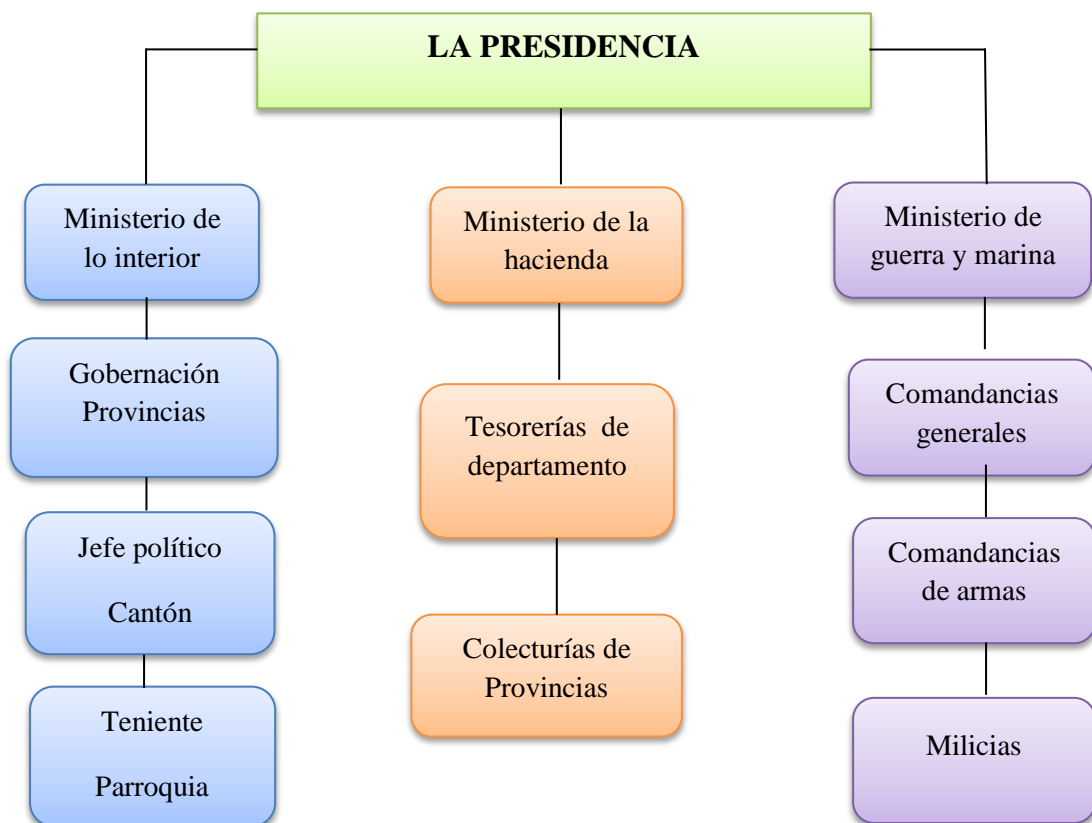 LA PRESIDENCIA
Ministerio de
lo interior
Gobernación
Provincias
Jefe político
Cantón
Teniente
Parroquia
Ministerio de la
hacienda
Tesorerías de
departamento
Colecturías de
Provincias
Ministerio de
guerra y marina
Comandancias
generales
Comandancias
de armas
Milicias